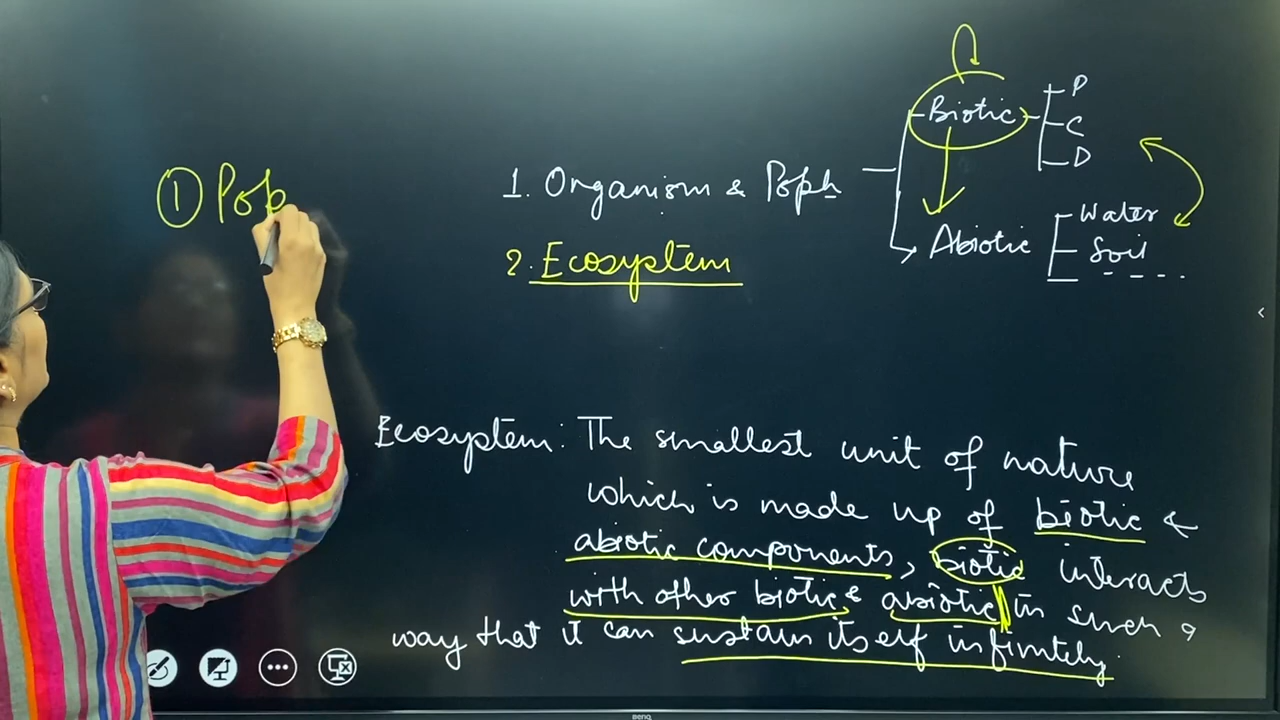 ① Pop
1. Organism & Popn
2. Ecosystem
Biotic
P
C
D
Abiotic
Water
Soil
Ecosystem: The smallest unit of nature
which is made up of biotic &
abiotic components, biotic interacts
with other biotic & abiotic in such a
way that it can sustain itself infinitely.
BenQ